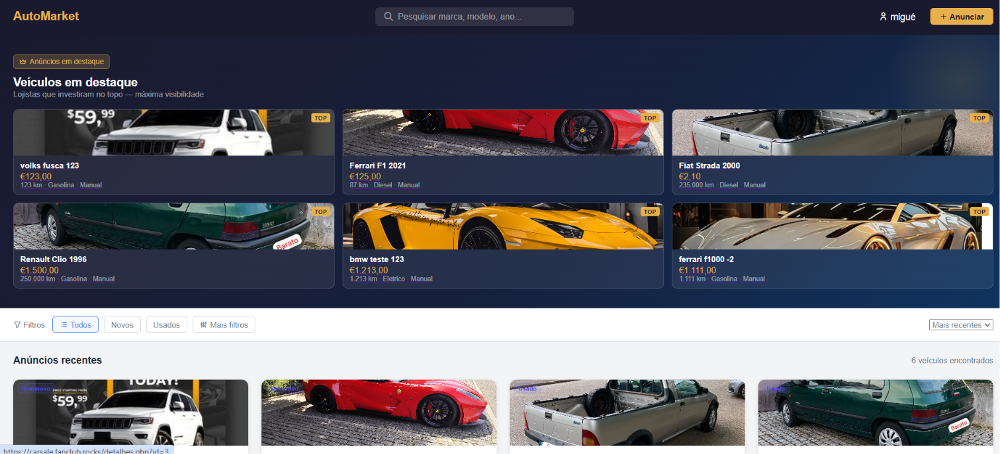 AutoMarket
Pesquisar marca, modelo, ano...
migué
+ Anunciar
Anúncios em destaque
Veículos em destaque
Lojistas que investiram no topo — máxima visibilidade
$59,99
TOP
TOP
TOP
volks fusca 123
€123,00
123 km · Gasolina · Manual
Ferrari F1 2021
€125,00
87 km · Diesel · Manual
Fiat Strada 2000
€2,10
235.000 km · Diesel · Manual
TOP
Barato
TOP
TOP
Renault Clio 1996
€1.500,00
250.000 km · Gasolina · Manual
bmw teste 123
€1.213,00
1.213 km · Eletrico · Manual
ferrari f1000 -2
€1.111,00
1.111 km · Gasolina · Manual
Filtros:
Todos
Novos
Usados
Mais filtros
Mais recentes
Anúncios recentes
6 veículos encontrados
Seminovo
TODAY!
PRICE STARTING FROM
$59,99
Seminovo
Usado
Usado
Barato
https://carsale.fanclub.rocks/detalhes.php?id=3